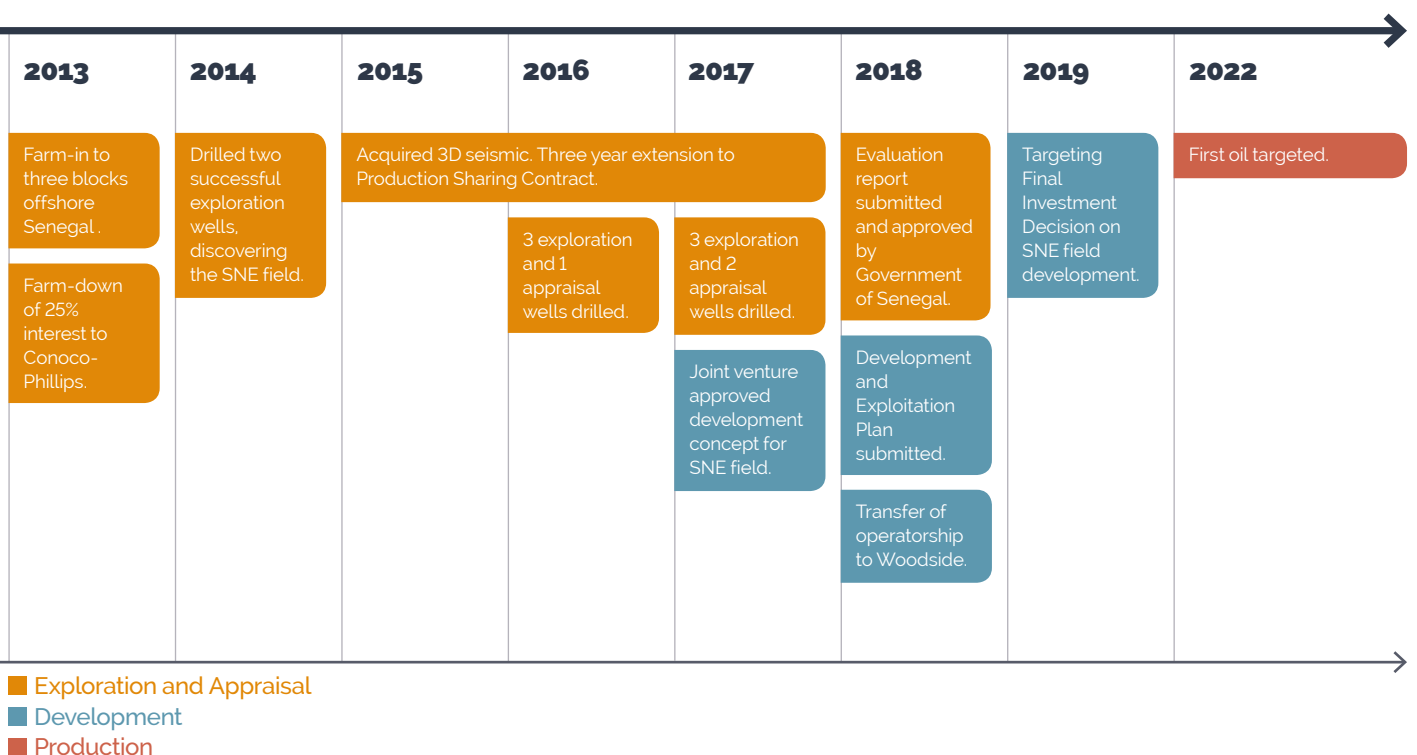 2013
2014
2015
2016
2017
2018
2019
2022
Farm-in to
three blocks
offshore
Senegal .
Farm-down
of 25%
interest to
Conoco-
Phillips.
Drilled two
successful
exploration
wells,
discovering
the SNE field.
Acquired 3D seismic. Three year extension to
Production Sharing Contract.
3 exploration
and 1
appraisal
wells drilled.
3 exploration
and 2
appraisal
wells drilled.
Joint venture
approved
development
concept for
SNE field.
Evaluation
report
submitted
and approved
by
Government
of Senegal.
Development
and
Exploitation
Plan
submitted.
Transfer of
operatorship
to Woodside.
Targeting
Final
Investment
Decision on
SNE field
development.
First oil targeted.
Exploration and Appraisal
Development
Production